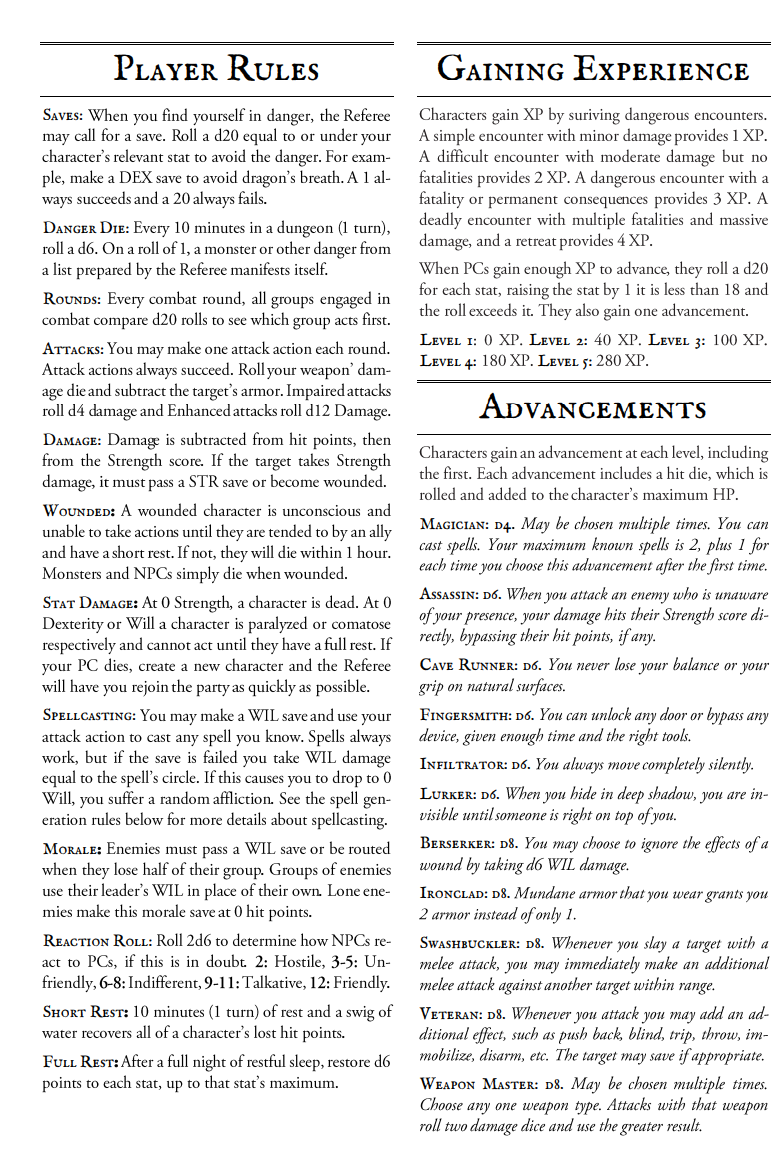 Player Rules
Saves: When you find yourself in danger, the Referee
may call for a save. Roll a d20 equal to or under your
character's relevant stat to avoid the danger. For exam-
ple, make a DEX save to avoid dragon's breath. A 1 al-
ways succeeds and a 20 always fails.
Danger Die: Every 10 minutes in a dungeon (1 turn),
roll a d6. On a roll of 1, a monster or other danger from
a list prepared by the Referee manifests itself.
Rounds: Every combat round, all groups engaged in
combat compare d20 rolls to see which group acts first.
Attacks: You may make one attack action each round.
Attack actions always succeed. Roll your weapon' dam-
age die and subtract the target's armor. Impaired attacks
roll d4 damage and Enhanced attacks roll d12 Damage.
Damage: Damage is subtracted from hit points, then
from the Strength score. If the target takes Strength
damage, it must pass a STR save or become wounded.
Wounded: A wounded character is unconscious and
unable to take actions until they are tended to by an ally
and have a short rest. If not, they will die within 1 hour.
Monsters and NPCs simply die when wounded.
Stat Damage: At 0 Strength, a character is dead. At 0
Dexterity or Will a character is paralyzed or comatose
respectively and cannot act until they have a full rest. If
your PC dies, create a new character and the Referee
will have you rejoin the party as quickly as possible.
Spellcasting: You may make a WIL save and use your
attack action to cast any spell you know. Spells always
work, but if the save is failed you take WIL damage
equal to the spell's circle. If this causes you to drop to 0
Will, you suffer a random affliction. See the spell gen-
eration rules below for more details about spellcasting.
Morale: Enemies must pass a WIL save or be routed
when they lose half of their group. Groups of enemies
use their leader's WIL in place of their own. Lone ene-
mies make this morale save at 0 hit points.
Reaction Roll: Roll 2d6 to determine how NPCs re-
act to PCs, if this is in doubt. 2: Hostile, 3-5: Un-
friendly, 6-8: Indifferent, 9-11: Talkative, 12: Friendly.
Short Rest: 10 minutes (1 turn) of rest and a swig of
water recovers all of a character's lost hit points.
Full Rest: After a full night of restful sleep, restore d6
points to each stat, up to that stat's maximum.
Gaining Experience
Characters gain XP by suriving dangerous encounters.
A simple encounter with minor damage provides 1 XP.
A difficult encounter with moderate damage but no
fatalities provides 2 XP. A dangerous encounter with a
fatality or permanent consequences provides 3 XP. A
deadly encounter with multiple fatalities and massive
damage, and a retreat provides 4 XP.
When PCs gain enough XP to advance, they roll a d20
for each stat, raising the stat by 1 it is less than 18 and
the roll exceeds it. They also gain one advancement.
Level 1: 0 XP. Level 2: 40 XP. Level 3: 100 XP.
Level 4: 180 XP. Level 5: 280 XP.
Advancements
Characters gain an advancement at each level, including
the first. Each advancement includes a hit die, which is
rolled and added to the character's maximum HP.
Magician: d4. May be chosen multiple times. You can
cast spells. Your maximum known spells is 2, plus 1 for
each time you choose this advancement after the first time.
Assassin: d6. When you attack an enemy who is unaware
of your presence, your damage hits their Strength score di-
rectly, bypassing their hit points, if any.
Cave Runner: d6. You never lose your balance or your
grip on natural surfaces.
Fingersmith: d6. You can unlock any door or bypass any
device, given enough time and the right tools.
Infiltrator: d6. You always move completely silently.
Lurker: d6. When you hide in deep shadow, you are in-
visible until someone is right on top of you.
Berserker: d8. You may choose to ignore the effects of a
wound by taking d6 WIL damage.
Ironclad: d8. Mundane armor that you wear grants you
2 armor instead of only 1.
Swashbuckler: d8. Whenever you slay a target with a
melee attack, you may immediately make an additional
melee attack against another target within range.
Veteran: d8. Whenever you attack you may add an ad-
ditional effect, such as push back, blind, trip, throw, im-
mobilize, disarm, etc. The target may save if appropriate.
Weapon Master: d8. May be chosen multiple times.
Choose any one weapon type. Attacks with that weapon
roll two damage dice and use the greater result.